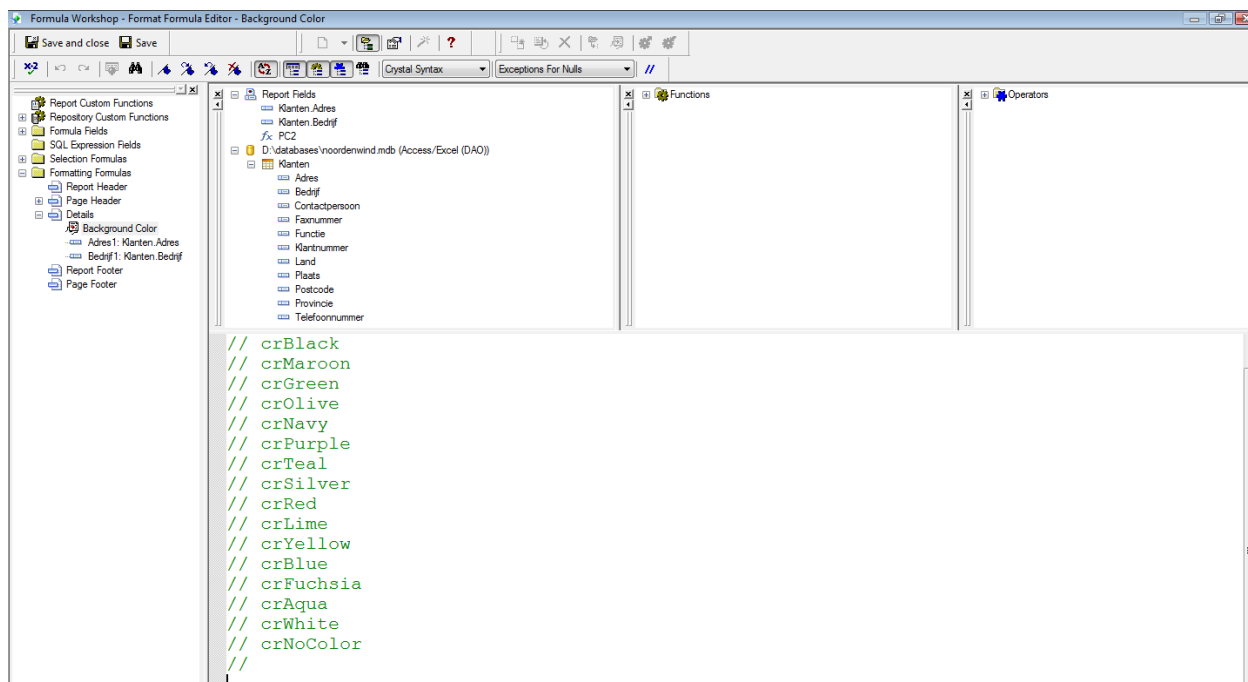 Formula Workshop - Format Formula Editor - Background Color
Save and close Save
?
x+2 Crystal Syntax Exceptions For Nulls //
Report Custom Functions
Repository Custom Functions
Formula Fields
SQL Expression Fields
Selection Formulas
Formatting Formulas
Report Header
Page Header
Details
Background Color
Adres1: Klanten.Adres
Bedrijf1: Klanten.Bedrijf
Report Footer
Page Footer
Report Fields
Klanten.Adres
Klanten.Bedrijf
fx PC2
D:\databases\noordenwind.mdb (Access/Excel (DAO))
Klanten
Adres
Bedrijf
Contactpersoon
Faxnummer
Functie
Klantnummer
Land
Plaats
Postcode
Provincie
Telefoonnummer
Functions
Operators
// crBlack
// crMaroon
// crGreen
// crOlive
// crNavy
// crPurple
// crTeal
// crSilver
// crRed
// crLime
// crYellow
// crBlue
// crFuchsia
// crAqua
// crWhite
// crNoColor
//